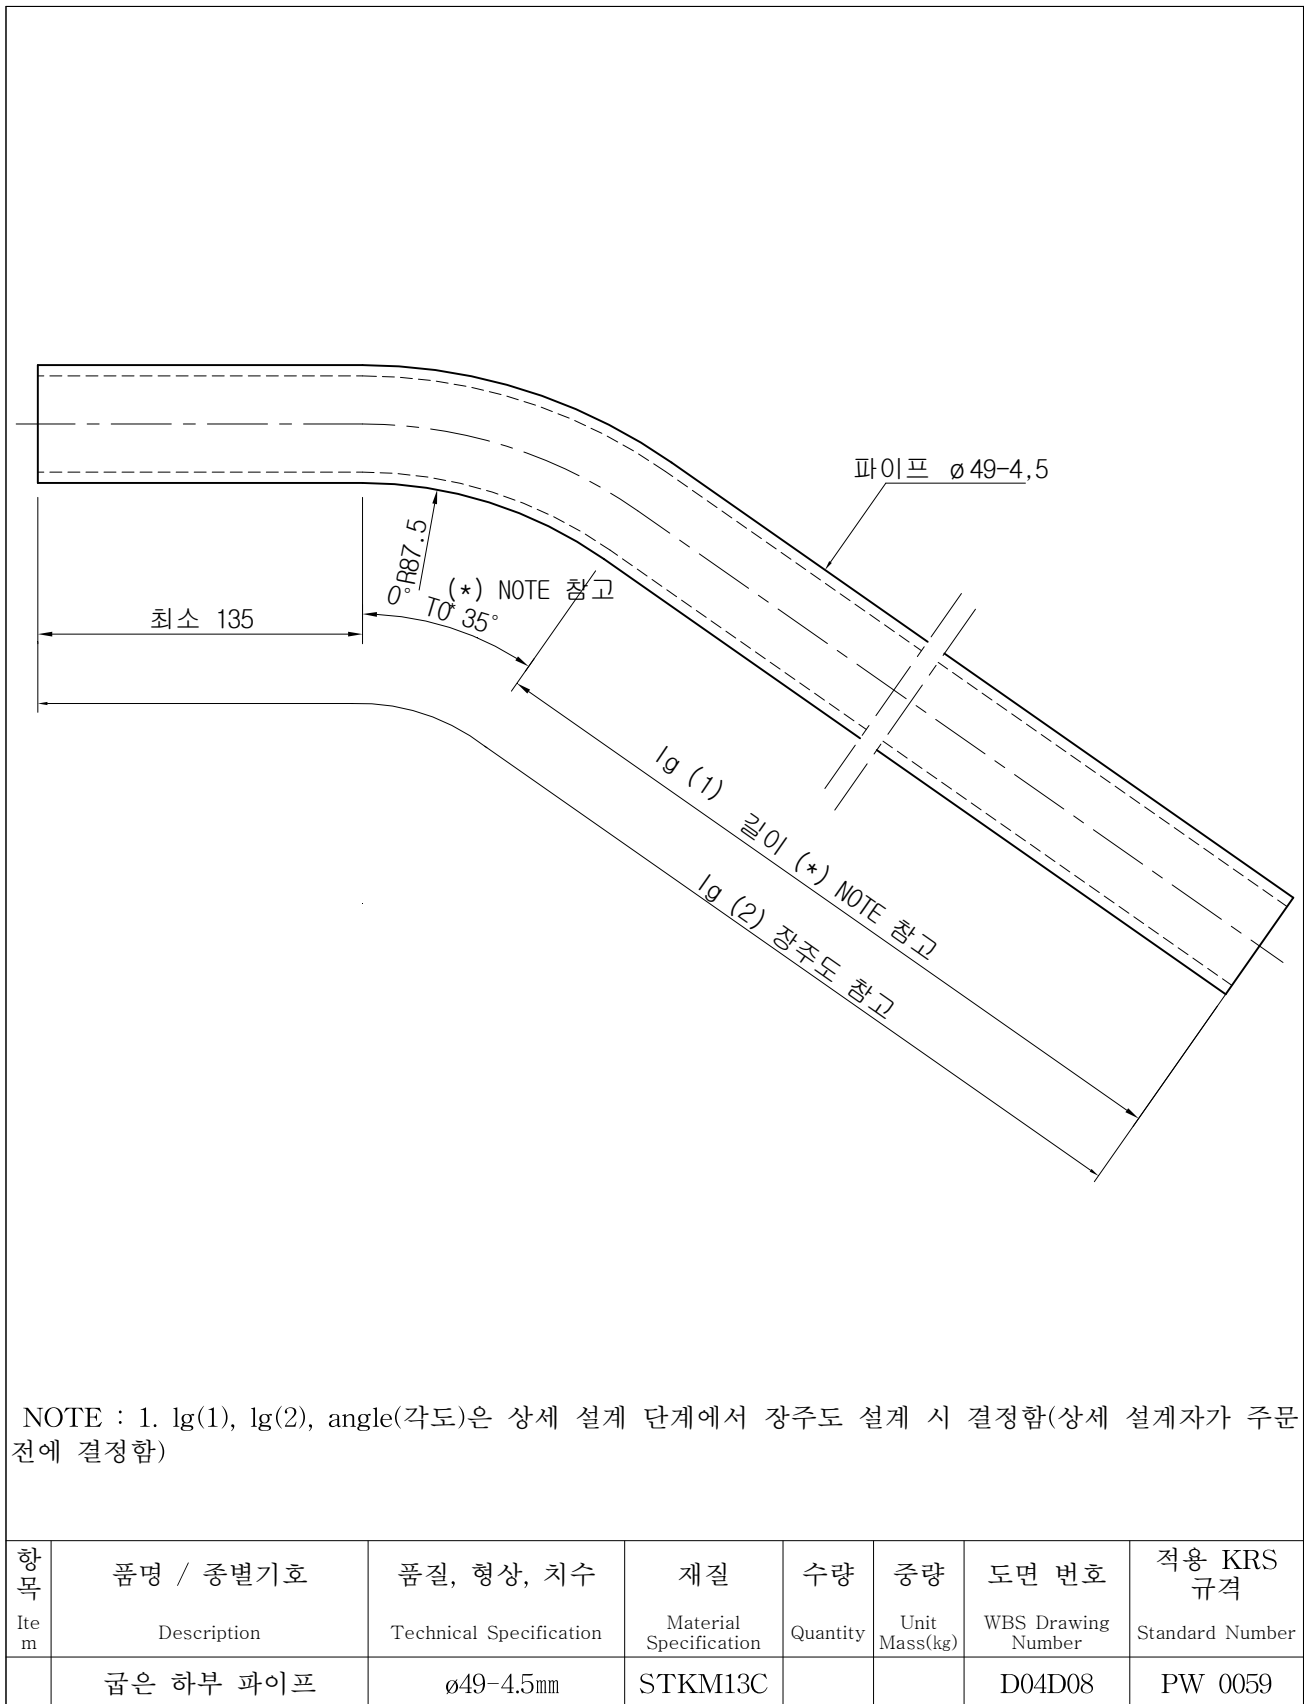 파이프 ø49-4,5
R87.5
(*) NOTE 참고
0° TO* 35°
최소 135
lg (1) 길이 (*) NOTE 참고
lg (2) 장주도 참고
NOTE : 1. lg(1), lg(2), angle(각도)은 상세 설계 단계에서 장주도 설계 시 결정함(상세 설계자가 주문
전에 결정함)
항목
품명 / 종별기호
품질, 형상, 치수
재질
수량
중량
도면 번호
적용 KRS
규격
Ite
m
Description
Technical Specification
Material
Specification
Quantity
Unit
Mass(kg)
WBS Drawing
Number
Standard Number
굽은 하부 파이프
ø49-4.5㎜
STKM13C
D04D08
PW 0059